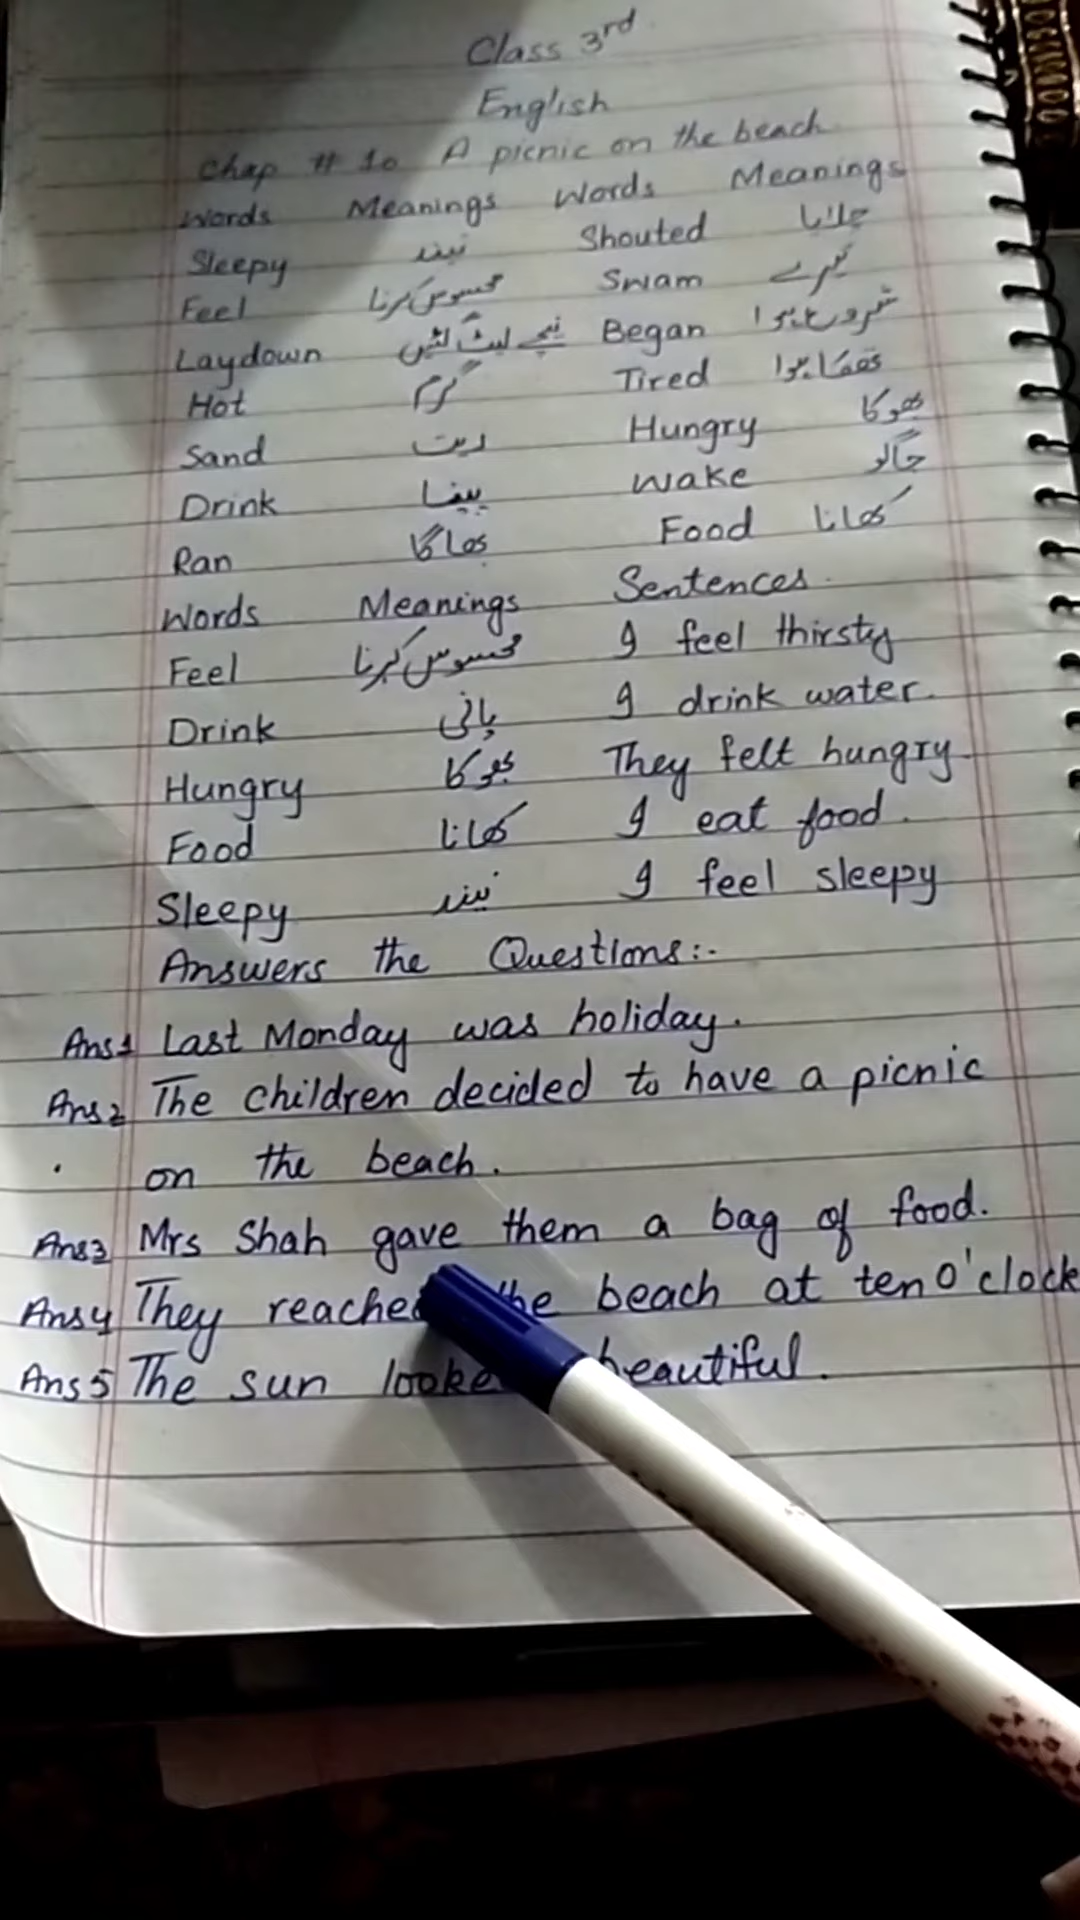 Class 3rd
English
Chap # 10 A picnic on the beach
Words Meanings Words Meanings
Sleepy نیند Shouted چلایا
Feel محسوس کرنا Swam تیرے
Laydown نیچے لیٹ گئیں Began شروع ہوا
Hot گرم Tired تھکا ہوا
Sand ریت Hungry بھوکا
Drink پینا Wake جاگو
Ran بھاگا Food کھانا
Words Meanings Sentences.
Feel محسوس کرنا I feel thirsty
Drink پانی I drink water.
Hungry بھوکا They felt hungry
Food کھانا I eat food.
Sleepy نیند I feel sleepy
Answers the Questions:-
Ans1 Last Monday was holiday.
Ans2 The children decided to have a picnic
on the beach.
Ans3 Mrs Shah gave them a bag of food.
Ans4 They reached the beach at ten O'clock
Ans5 The sun looke beautiful.